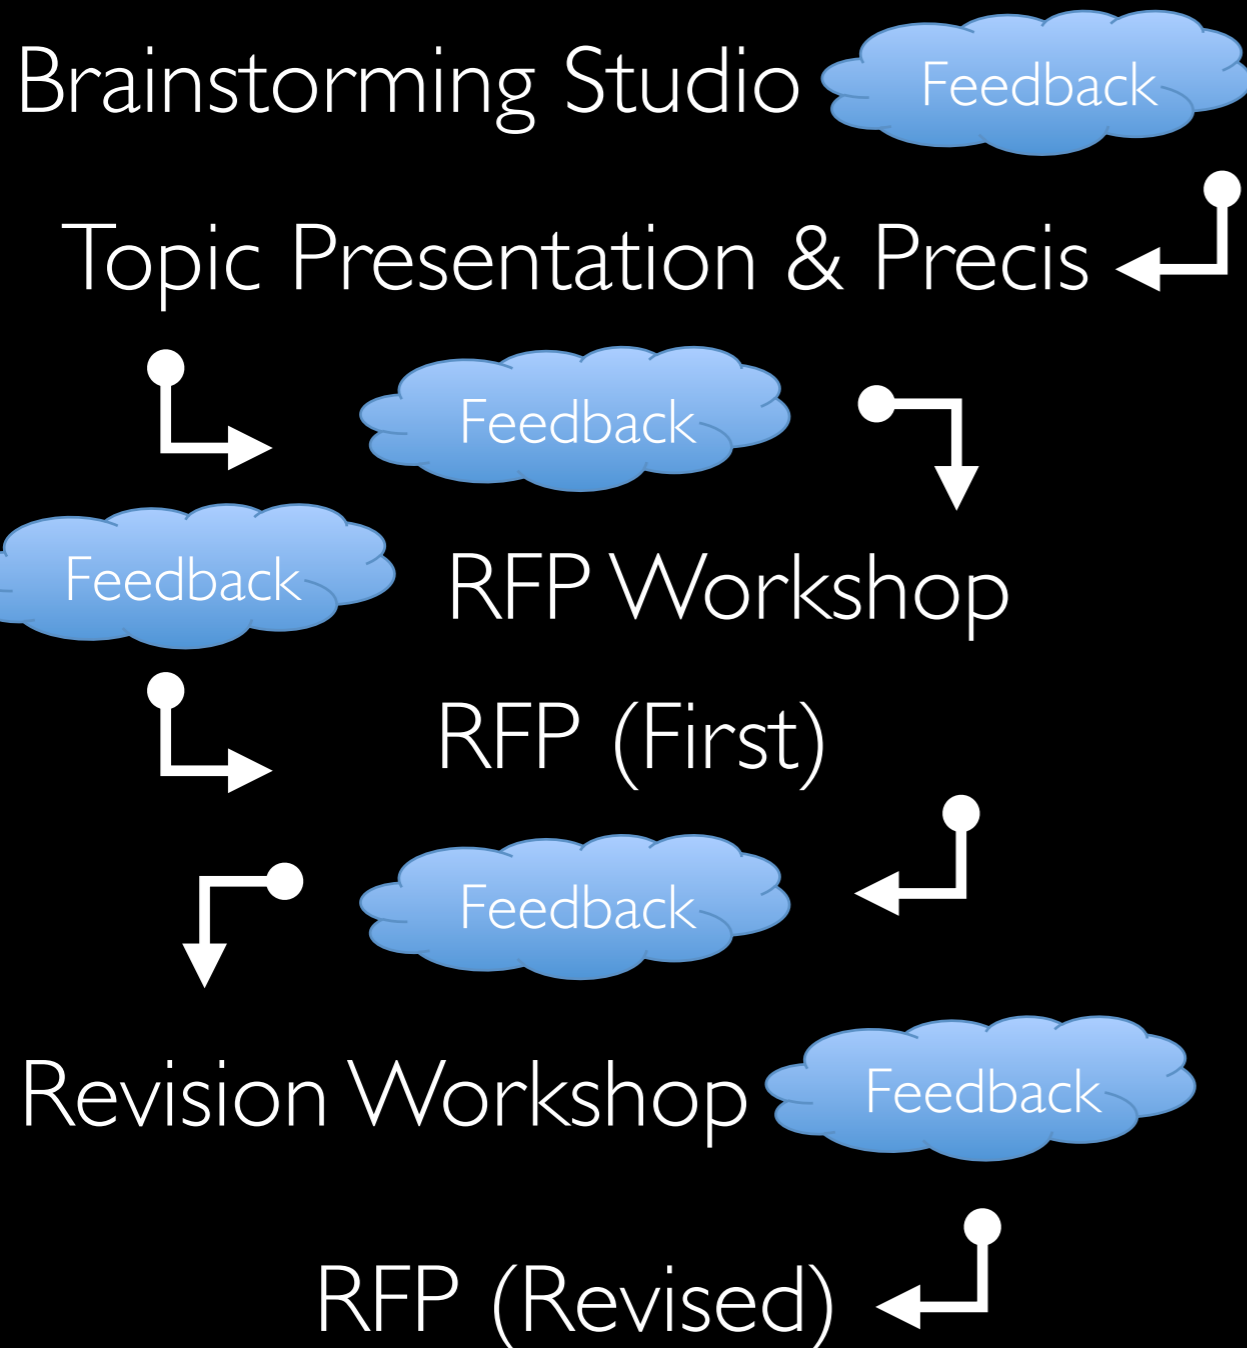 Brainstorming Studio Feedback
Topic Presentation & Precis
Feedback
Feedback RFP Workshop
RFP (First)
Feedback
Revision Workshop Feedback
RFP (Revised)